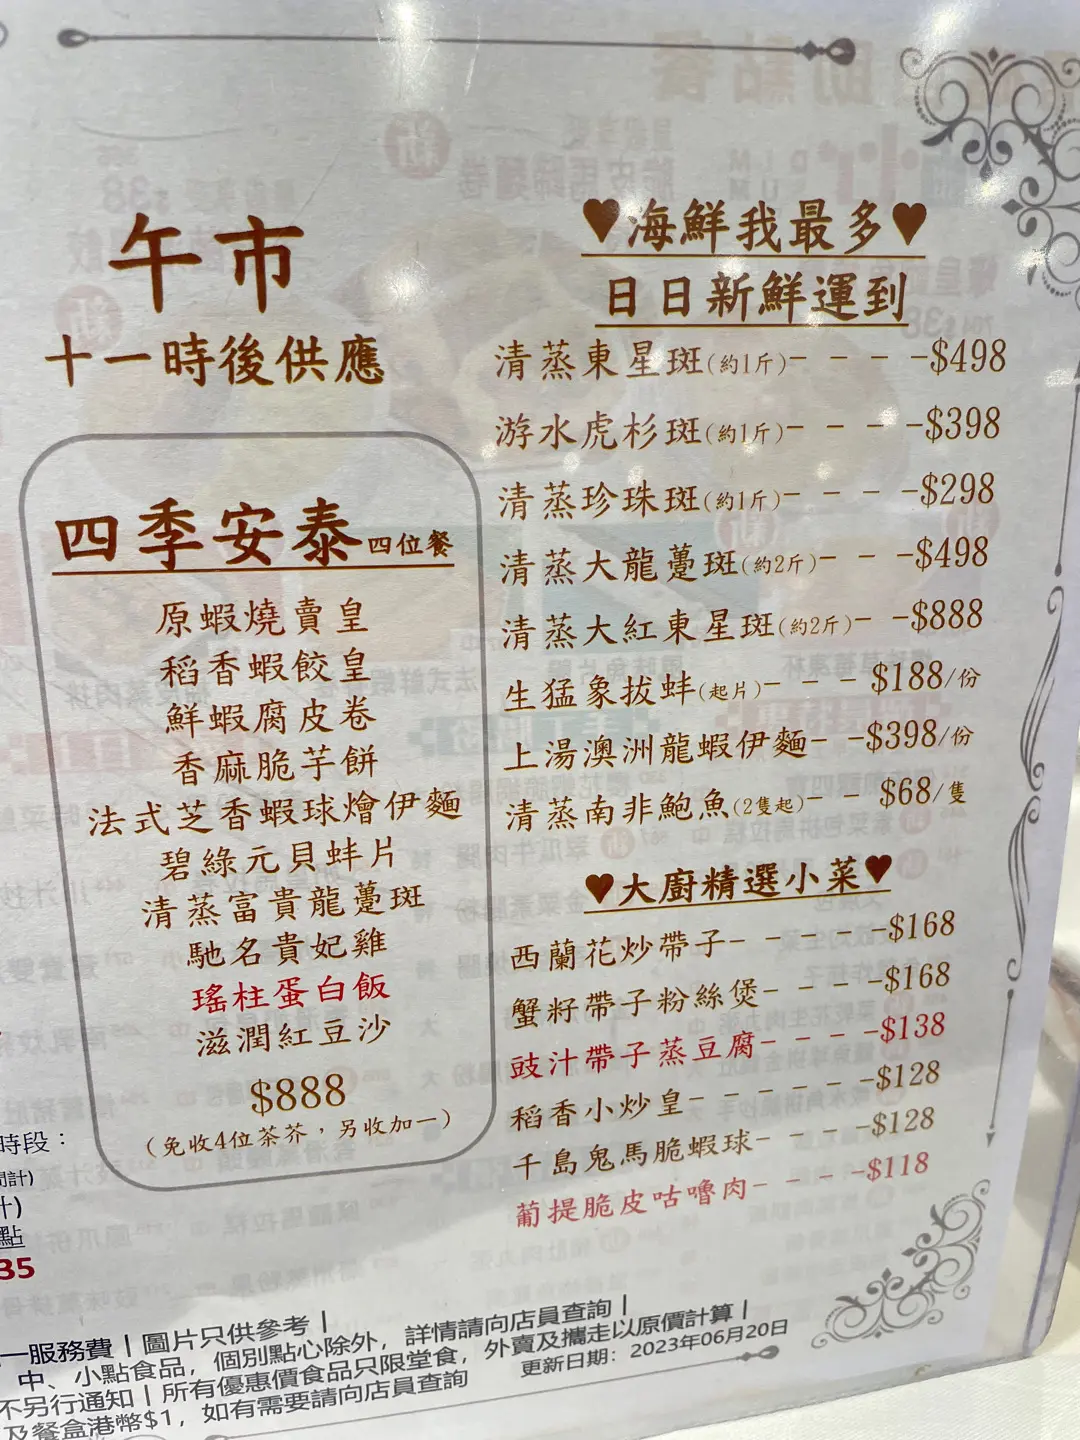 午市
十一時後供應
四季安泰 四位餐
原蝦燒賣皇
稻香蝦餃皇
鮮蝦腐皮卷
香麻脆芋餅
法式芝香蝦球燴伊麵
碧綠元貝蚌片
清蒸富貴龍躉斑
馳名貴妃雞
瑤柱蛋白飯
滋潤紅豆沙
$888
(免收4位茶芥，另收加一)
♥海鮮我最多♥
日日新鮮運到
清蒸東星斑(約1斤)- - - -$498
游水虎杉斑(約1斤)- - - -$398
清蒸珍珠斑(約1斤)- - - -$298
清蒸大龍躉斑(約2斤)- - -$498
清蒸大紅東星斑(約2斤)- -$888
生猛象拔蚌(起片)- - - $188/份
上湯澳洲龍蝦伊麵- -$398/份
清蒸南非鮑魚(2隻起)- - $68/隻
♥大廚精選小菜♥
西蘭花炒帶子- - - - -$168
蟹籽帶子粉絲煲- - - -$168
豉汁帶子蒸豆腐- - - -$138
稻香小炒皇- - - - -$128
千島鬼馬脆蝦球- - - -$128
葡提脆皮咕嚕肉- - - -$118
時段：
計)
點
35
一服務費 | 圖片只供參考 |
中、小點食品，個別點心除外，詳情請向店員查詢 |
不另行通知 | 所有優惠價食品只限堂食，外賣及攜走以原價計算 |
及餐盒港幣$1，如有需要請向店員查詢
更新日期：2023年06月20日